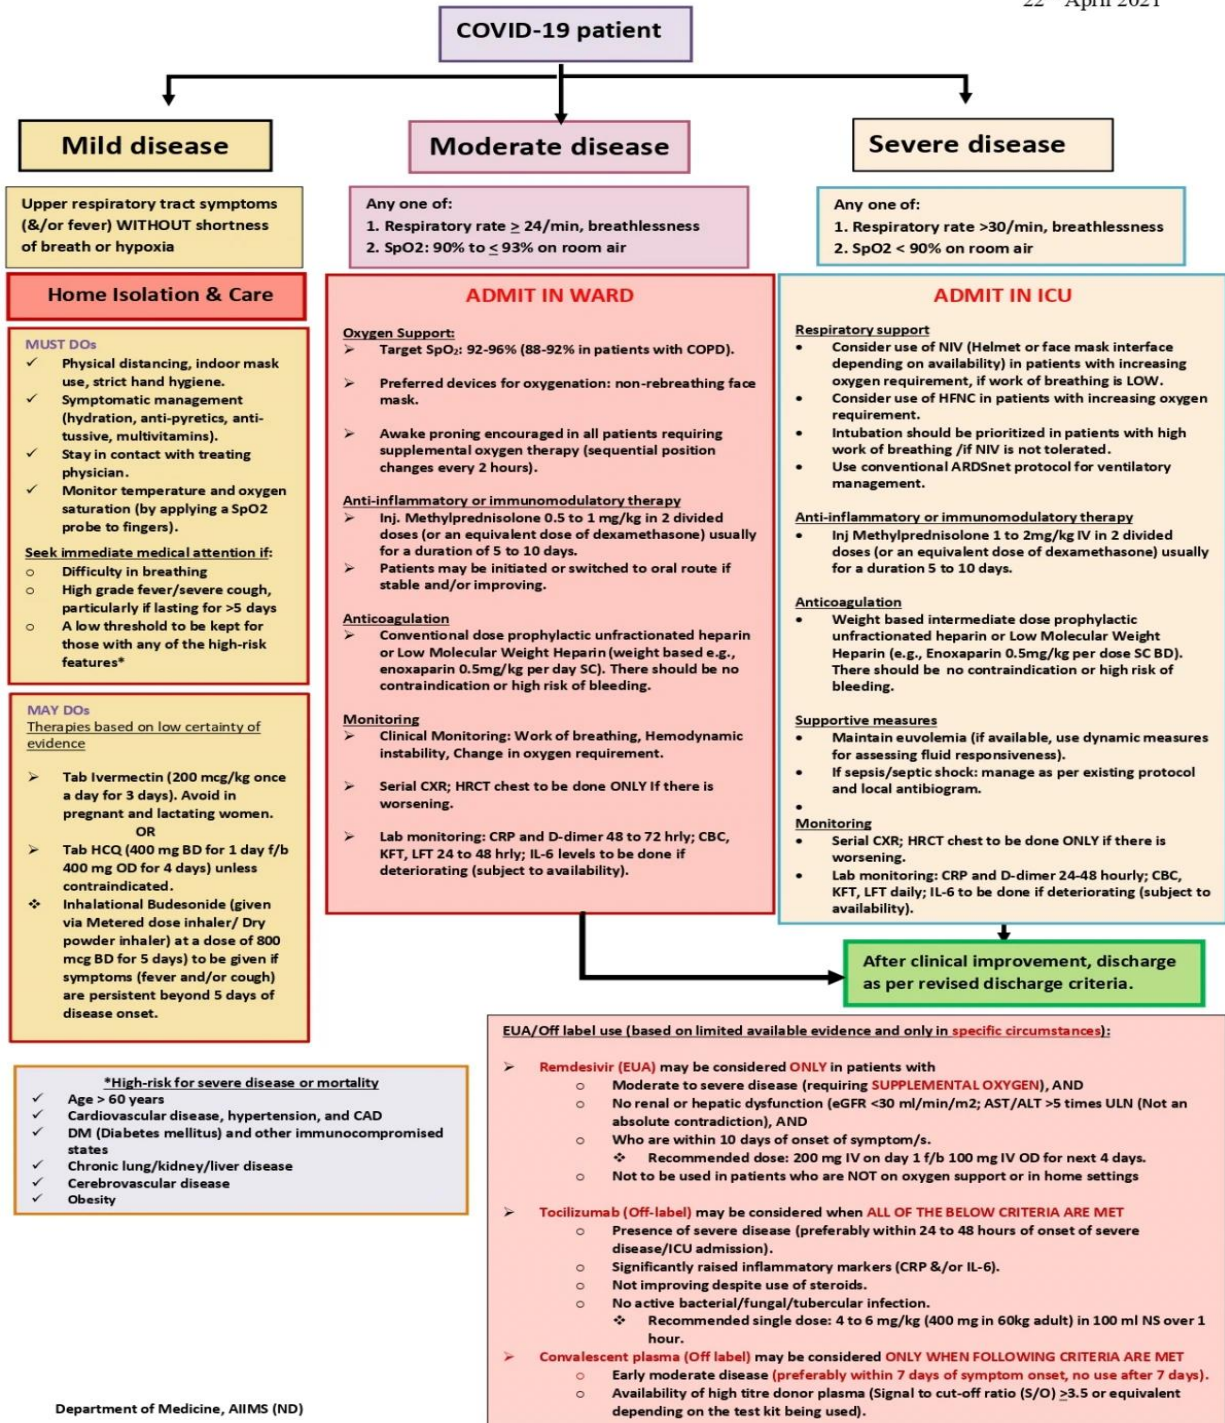 22 April 2021
COVID-19 patient
Mild disease
Upper respiratory tract symptoms
(&/or fever) WITHOUT shortness
of breath or hypoxia
Home Isolation & Care
MUST DOs
✓ Physical distancing, indoor mask
use, strict hand hygiene.
✓ Symptomatic management
(hydration, anti-pyretics, anti-
tussive, multivitamins).
✓ Stay in contact with treating
physician.
✓ Monitor temperature and oxygen
saturation (by applying a SpO2
probe to fingers).
Seek immediate medical attention if:
o Difficulty in breathing
o High grade fever/severe cough,
particularly if lasting for >5 days
o A low threshold to be kept for
those with any of the high-risk
features*
MAY DOs
Therapies based on low certainty of
evidence
➢ Tab Ivermectin (200 mcg/kg once
a day for 3 days). Avoid in
pregnant and lactating women.
OR
➢ Tab HCQ (400 mg BD for 1 day f/b
400 mg OD for 4 days) unless
contraindicated.
❖ Inhalational Budesonide (given
via Metered dose inhaler/ Dry
powder inhaler) at a dose of 800
mcg BD for 5 days) to be given if
symptoms (fever and/or cough)
are persistent beyond 5 days of
disease onset.
Moderate disease
Any one of:
1. Respiratory rate ≥ 24/min, breathlessness
2. SpO2: 90% to ≤ 93% on room air
ADMIT IN WARD
Oxygen Support:
➢ Target SpO₂: 92-96% (88-92% in patients with COPD).
➢ Preferred devices for oxygenation: non-rebreathing face
mask.
➢ Awake proning encouraged in all patients requiring
supplemental oxygen therapy (sequential position
changes every 2 hours).
Anti-inflammatory or immunomodulatory therapy
➢ Inj. Methylprednisolone 0.5 to 1 mg/kg in 2 divided
doses (or an equivalent dose of dexamethasone) usually
for a duration of 5 to 10 days.
➢ Patients may be initiated or switched to oral route if
stable and/or improving.
Anticoagulation
➢ Conventional dose prophylactic unfractionated heparin
or Low Molecular Weight Heparin (weight based e.g.,
enoxaparin 0.5mg/kg per day SC). There should be no
contraindication or high risk of bleeding.
Monitoring
➢ Clinical Monitoring: Work of breathing, Hemodynamic
instability, Change in oxygen requirement.
➢ Serial CXR; HRCT chest to be done ONLY If there is
worsening.
➢ Lab monitoring: CRP and D-dimer 48 to 72 hrly; CBC,
KFT, LFT 24 to 48 hrly; IL-6 levels to be done if
deteriorating (subject to availability).
Severe disease
Any one of:
1. Respiratory rate >30/min, breathlessness
2. SpO2 < 90% on room air
ADMIT IN ICU
Respiratory support
• Consider use of NIV (Helmet or face mask interface
depending on availability) in patients with increasing
oxygen requirement, if work of breathing is LOW.
• Consider use of HFNC in patients with increasing oxygen
requirement.
• Intubation should be prioritized in patients with high
work of breathing /if NIV is not tolerated.
• Use conventional ARDSnet protocol for ventilatory
management.
Anti-inflammatory or immunomodulatory therapy
• Inj Methylprednisolone 1 to 2mg/kg IV in 2 divided
doses (or an equivalent dose of dexamethasone) usually
for a duration 5 to 10 days.
Anticoagulation
• Weight based intermediate dose prophylactic
unfractionated heparin or Low Molecular Weight
Heparin (e.g., Enoxaparin 0.5mg/kg per dose SC BD).
There should be no contraindication or high risk of
bleeding.
Supportive measures
• Maintain euvolemia (if available, use dynamic measures
for assessing fluid responsiveness).
• If sepsis/septic shock: manage as per existing protocol
and local antibiogram.
•
Monitoring
• Serial CXR; HRCT chest to be done ONLY if there is
worsening.
• Lab monitoring: CRP and D-dimer 24-48 hourly; CBC,
KFT, LFT daily; IL-6 to be done if deteriorating (subject to
availability).
After clinical improvement, discharge
as per revised discharge criteria.
*High-risk for severe disease or mortality
✓ Age > 60 years
✓ Cardiovascular disease, hypertension, and CAD
✓ DM (Diabetes mellitus) and other immunocompromised
states
✓ Chronic lung/kidney/liver disease
✓ Cerebrovascular disease
✓ Obesity
EUA/Off label use (based on limited available evidence and only in specific circumstances):
➢ Remdesivir (EUA) may be considered ONLY in patients with
o Moderate to severe disease (requiring SUPPLEMENTAL OXYGEN), AND
o No renal or hepatic dysfunction (eGFR <30 ml/min/m2; AST/ALT >5 times ULN (Not an
absolute contradiction), AND
o Who are within 10 days of onset of symptom/s.
❖ Recommended dose: 200 mg IV on day 1 f/b 100 mg IV OD for next 4 days.
o Not to be used in patients who are NOT on oxygen support or in home settings
➢ Tocilizumab (Off-label) may be considered when ALL OF THE BELOW CRITERIA ARE MET
o Presence of severe disease (preferably within 24 to 48 hours of onset of severe
disease/ICU admission).
o Significantly raised inflammatory markers (CRP &/or IL-6).
o Not improving despite use of steroids.
o No active bacterial/fungal/tubercular infection.
❖ Recommended single dose: 4 to 6 mg/kg (400 mg in 60kg adult) in 100 ml NS over 1
hour.
➢ Convalescent plasma (Off label) may be considered ONLY WHEN FOLLOWING CRITERIA ARE MET
o Early moderate disease (preferably within 7 days of symptom onset, no use after 7 days).
o Availability of high titre donor plasma (Signal to cut-off ratio (S/O) ≥3.5 or equivalent
depending on the test kit being used).
Department of Medicine, AIIMS (ND)